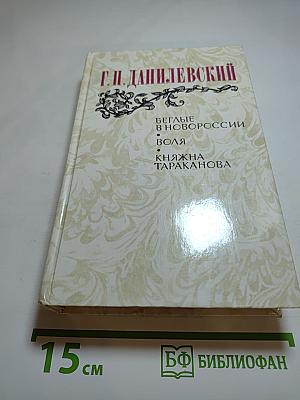 Г. П. ДАНИЛЕВСКИЙ
БЕГЛЫЕ
В НОВОРОССИИ
•
ВОЛЯ
•
КНЯЖНА
ТАРАКАНОВА
15 см
БФ БИБЛИОФАН